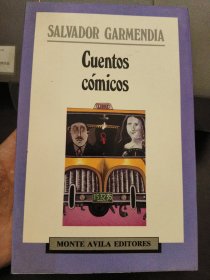 SALVADOR GARMENDIA
Cuentos
cómicos
MONTE AVILA EDITORES